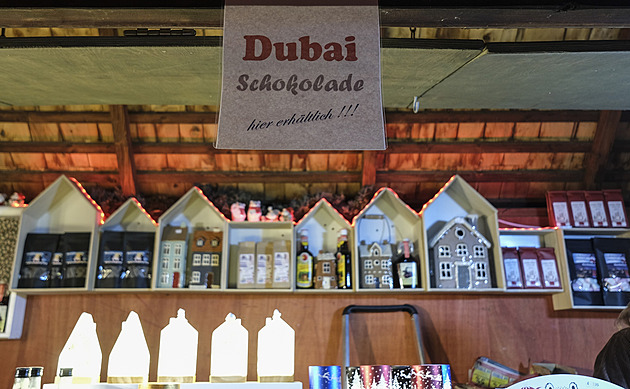 Dubai
Schokolade
hier erhältlich !!!